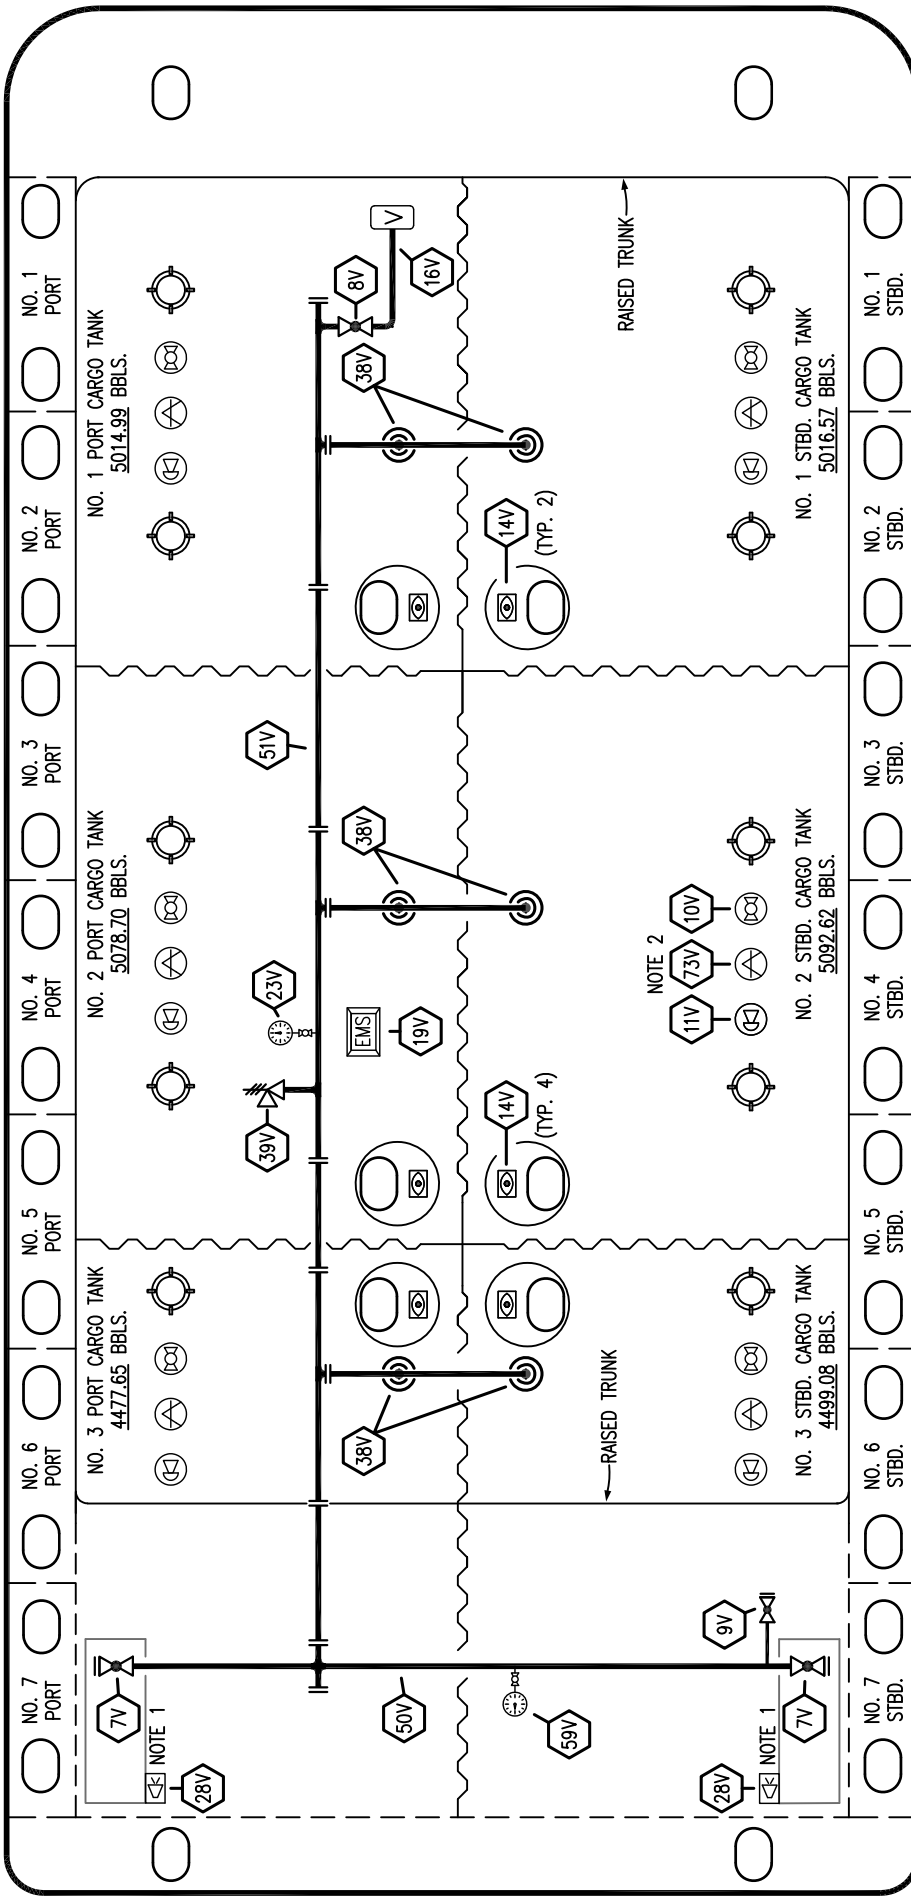 NO. 1
PORT
NO. 2
PORT
NO. 3
PORT
NO. 4
PORT
NO. 5
PORT
NO. 6
PORT
NO. 7
PORT
NO. 1 PORT CARGO TANK
5014.99 BBLS.
NO. 2 PORT CARGO TANK
5078.70 BBLS.
NO. 3 PORT CARGO TANK
4477.65 BBLS.
V
8V
16V
38V
RAISED TRUNK
14V
(TYP. 2)
51V
38V
23V
EMS
19V
39V
14V
(TYP. 4)
NOTE 2
10V
73V
11V
38V
RAISED TRUNK
7V
NOTE 1
28V
50V
59V
9V
7V
NOTE 1
28V
NO. 1 STBD. CARGO TANK
5016.57 BBLS.
NO. 2 STBD. CARGO TANK
5092.62 BBLS.
NO. 3 STBD. CARGO TANK
4499.08 BBLS.
NO. 1
STBD.
NO. 2
STBD.
NO. 3
STBD.
NO. 4
STBD.
NO. 5
STBD.
NO. 6
STBD.
NO. 7
STBD.